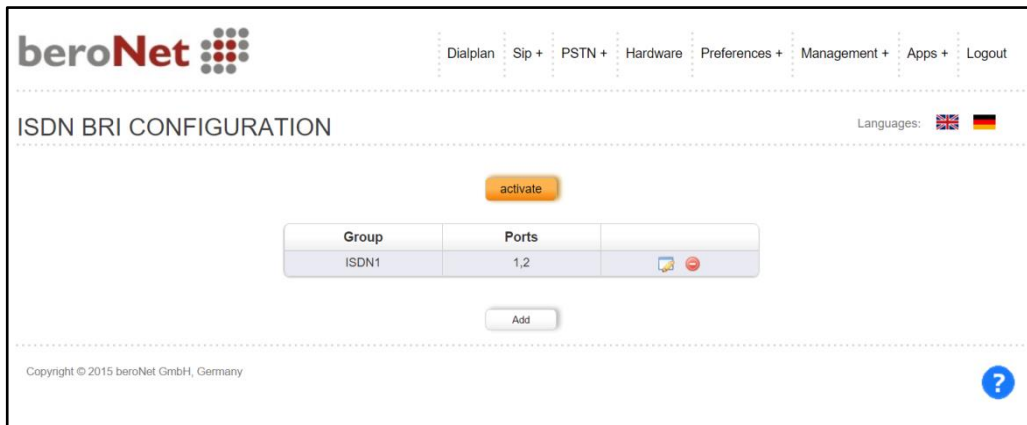 beroNet
Dialplan Sip + PSTN + Hardware Preferences + Management + Apps + Logout
ISDN BRI CONFIGURATION
Languages:
activate
Group Ports
ISDN1 1,2
Add
Copyright © 2015 beroNet GmbH, Germany
?